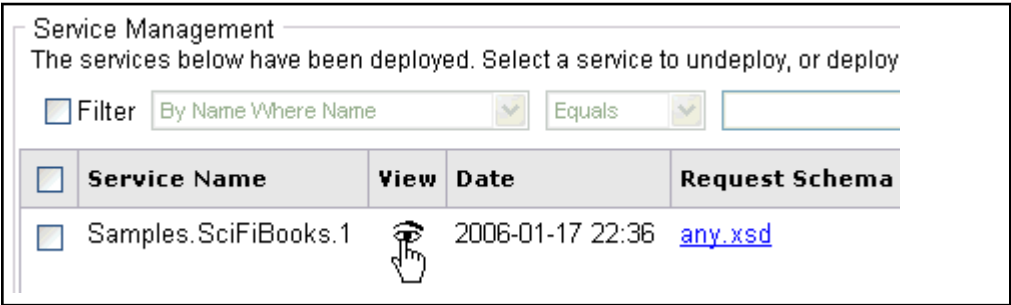 Service Management
The services below have been deployed. Select a service to undeploy, or deploy
Filter By Name Where Name Equals
Service Name View Date Request Schema
Samples.SciFiBooks.1 2006-01-17 22:36 any.xsd